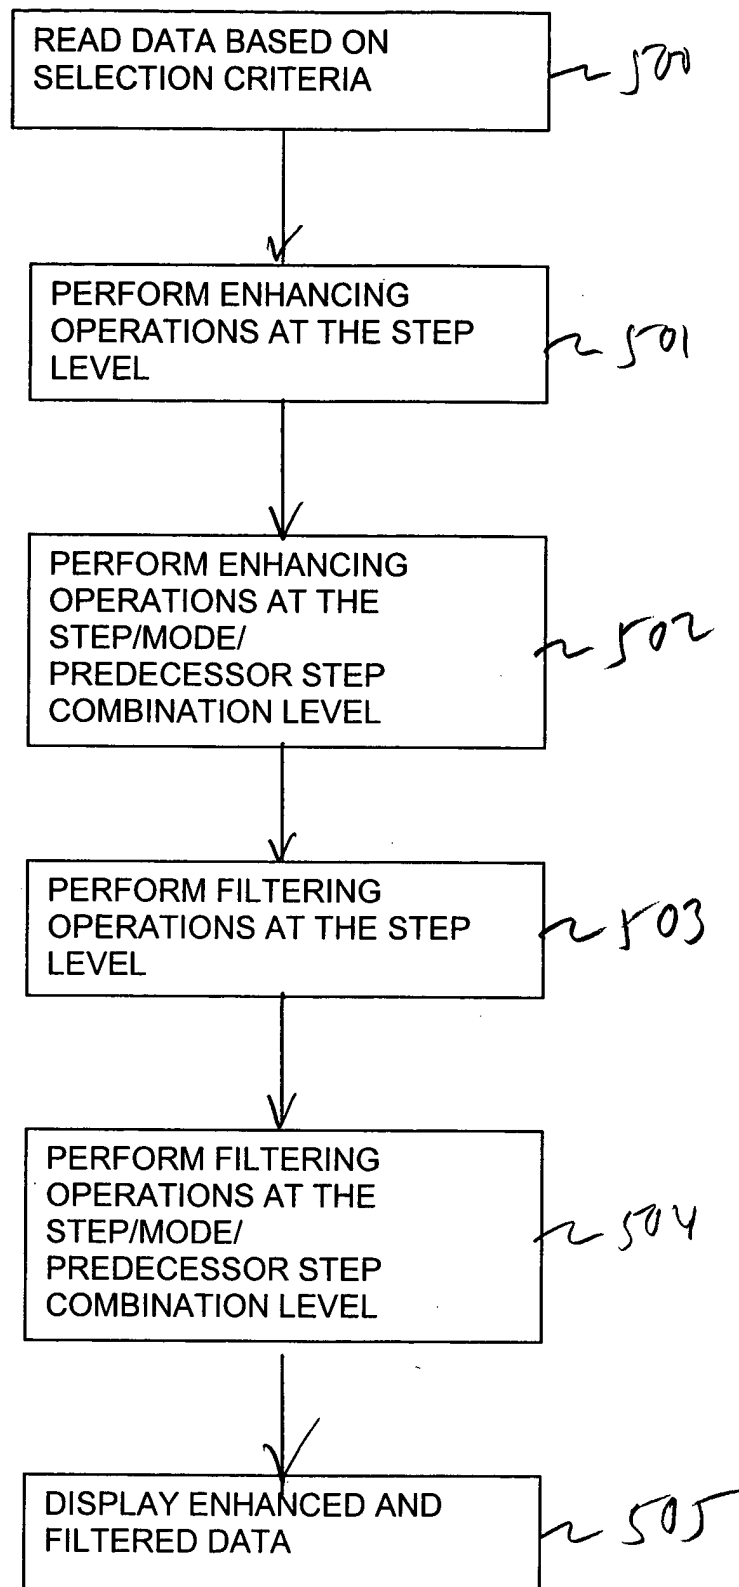 READ DATA BASED ON
SELECTION CRITERIA
500
PERFORM ENHANCING
OPERATIONS AT THE STEP
LEVEL
501
PERFORM ENHANCING
OPERATIONS AT THE
STEP/MODE/
PREDECESSOR STEP
COMBINATION LEVEL
502
PERFORM FILTERING
OPERATIONS AT THE STEP
LEVEL
503
PERFORM FILTERING
OPERATIONS AT THE
STEP/MODE/
PREDECESSOR STEP
COMBINATION LEVEL
504
DISPLAY ENHANCED AND
FILTERED DATA
505